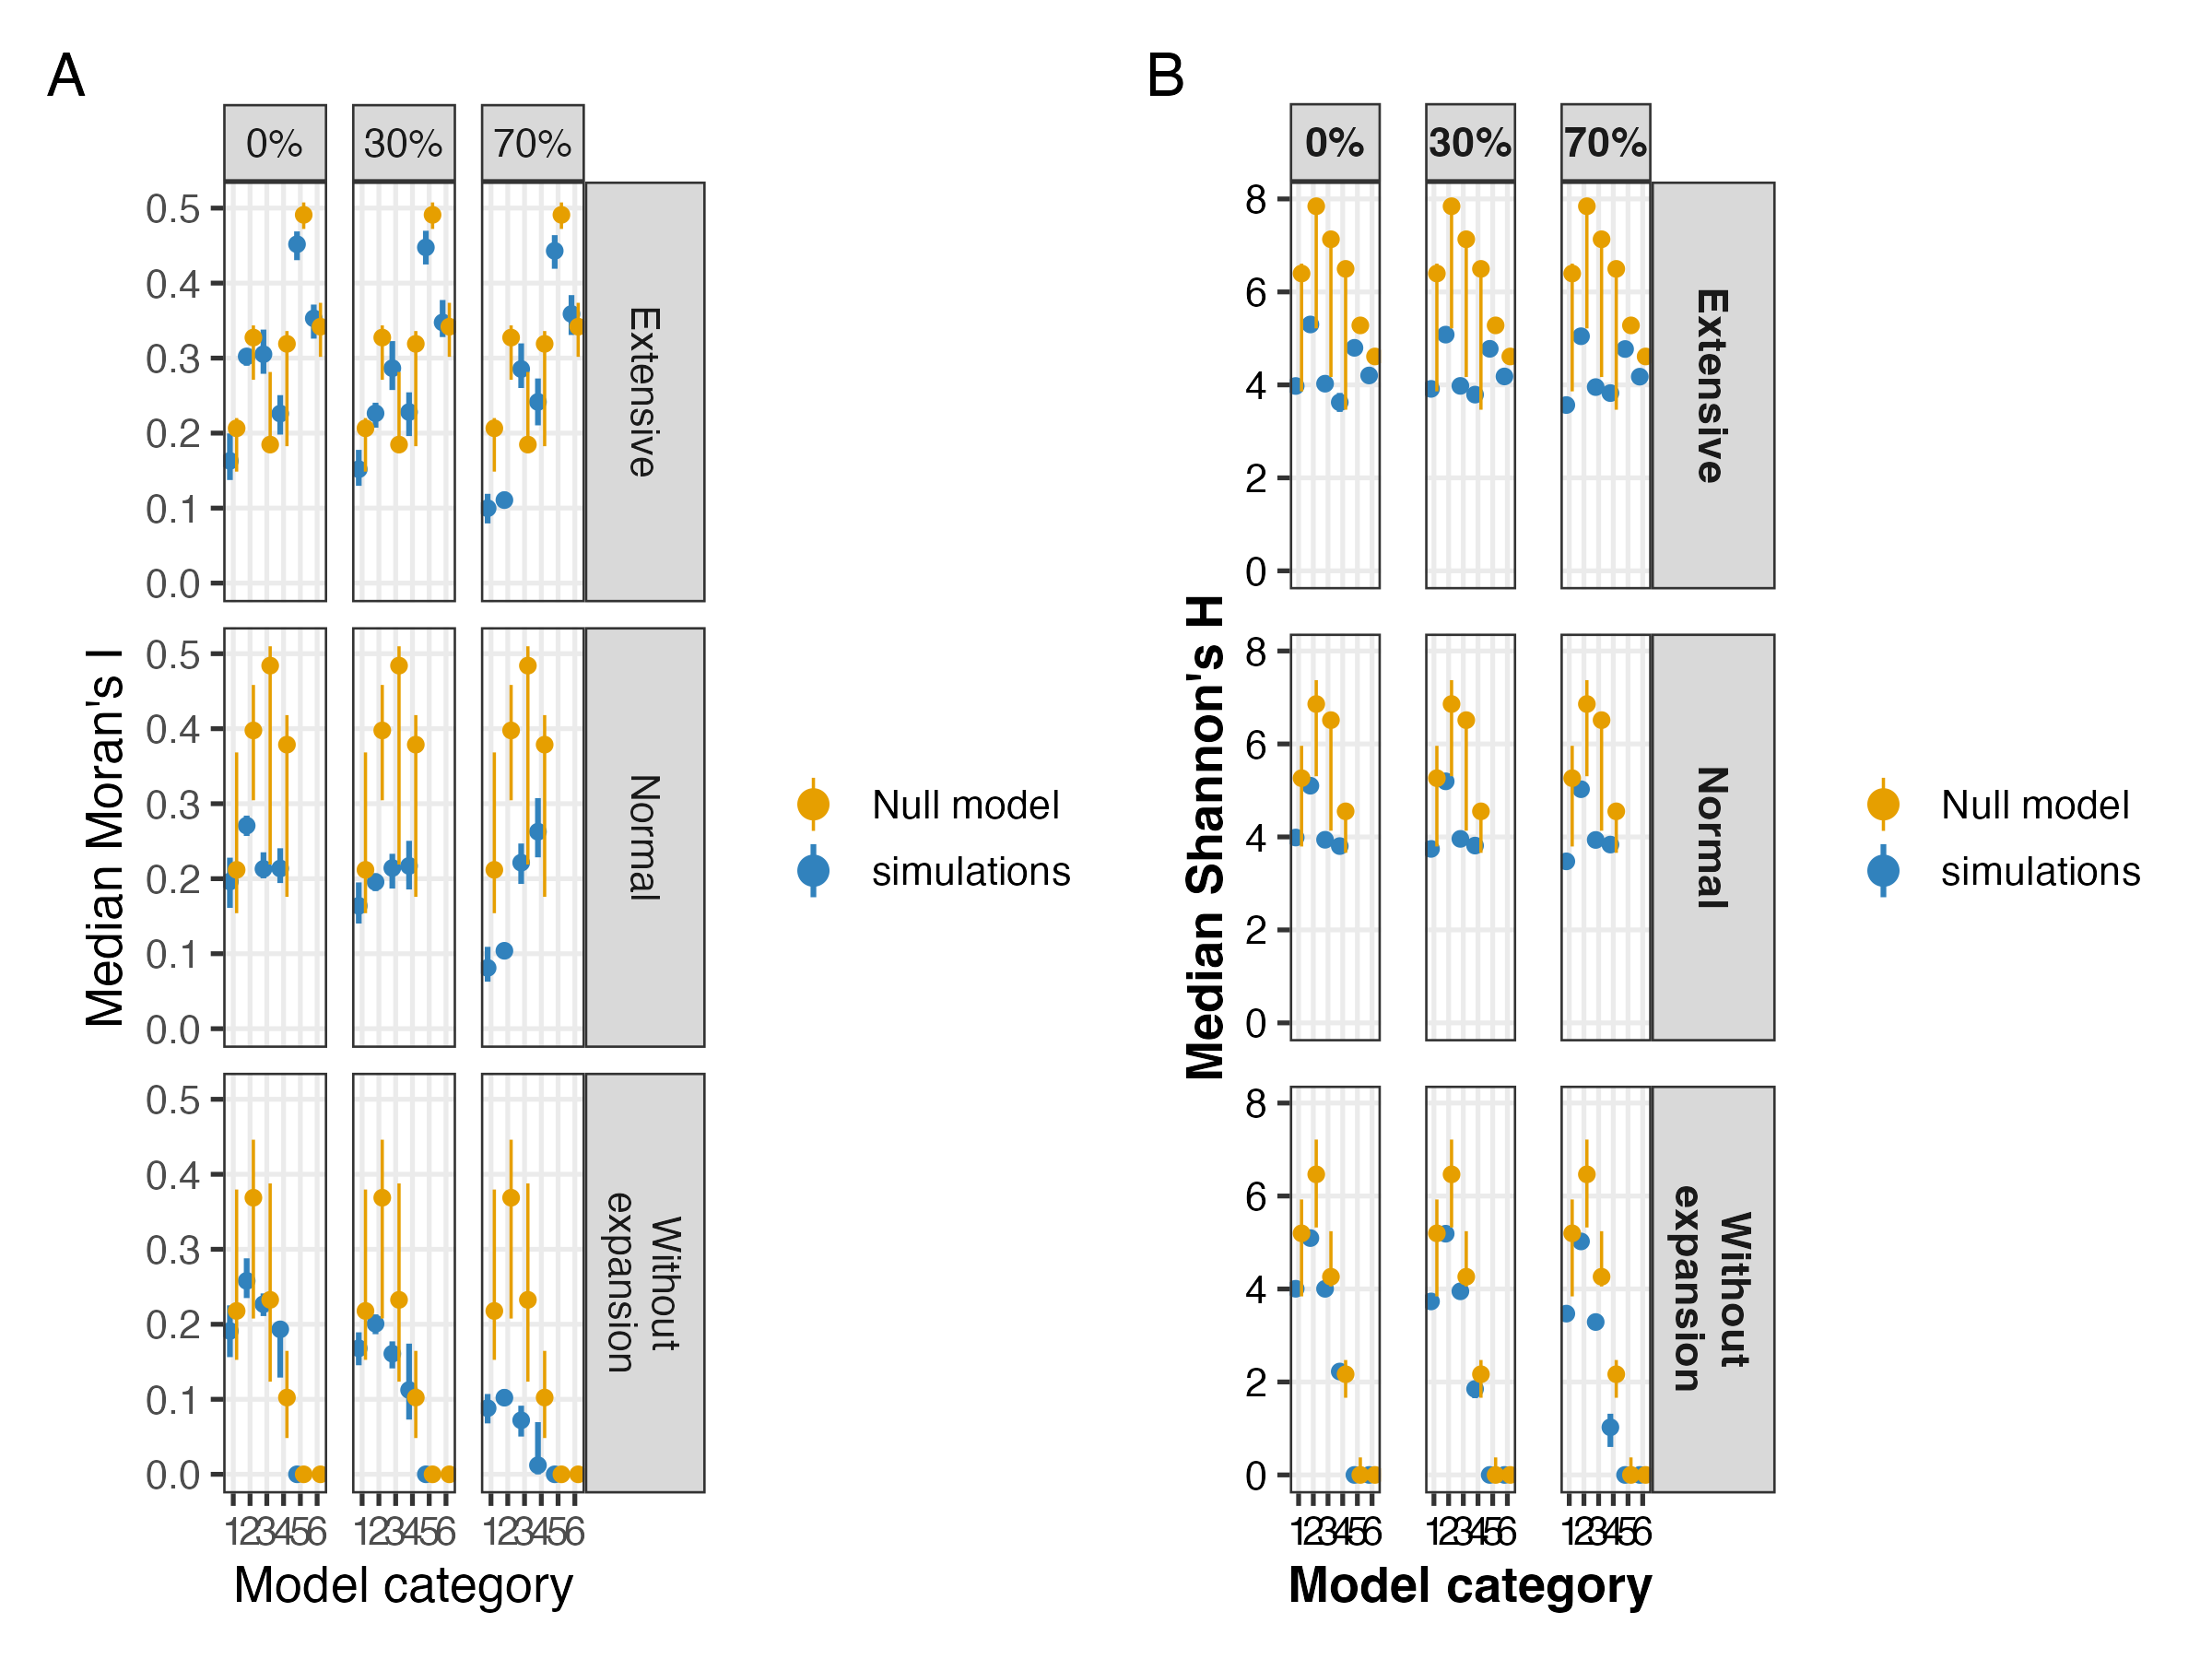 A
0% 30% 70%
0.5
0.4
0.3
0.2
0.1
0.0
Extensive
Median Moran's I
0.5
0.4
0.3
0.2
0.1
0.0
Normal
0.5
0.4
0.3
0.2
0.1
0.0
Without
expansion
123456 123456 123456
Model category
Null model
simulations
B
0% 30% 70%
8
6
4
2
0
Extensive
Median Shannon's H
8
6
4
2
0
Normal
8
6
4
2
0
Without
expansion
123456 123456 123456
Model category
Null model
simulations